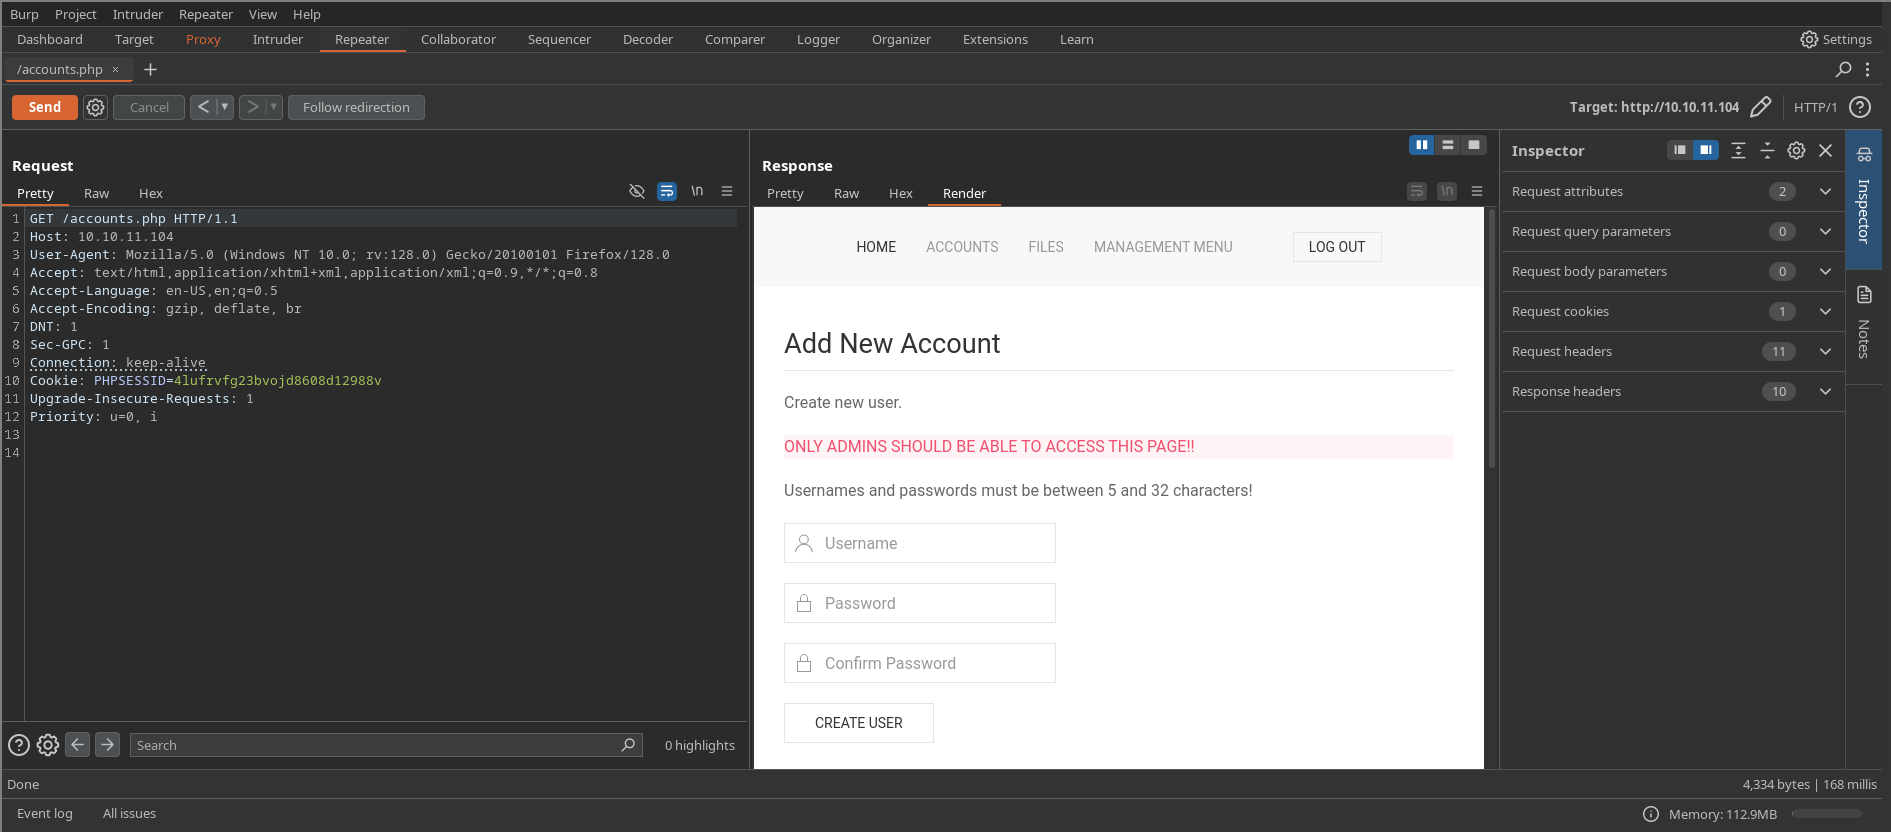 Burp Project Intruder Repeater View Help
Dashboard Target Proxy Intruder Repeater Collaborator Sequencer Decoder Comparer Logger Organizer Extensions Learn Settings
/accounts.php × +
Send Cancel < > Follow redirection Target: http://10.10.11.104 HTTP/1 ?
Request
Pretty Raw Hex \n
1 GET /accounts.php HTTP/1.1
2 Host: 10.10.11.104
3 User-Agent: Mozilla/5.0 (Windows NT 10.0; rv:128.0) Gecko/20100101 Firefox/128.0
4 Accept: text/html,application/xhtml+xml,application/xml;q=0.9,*/*;q=0.8
5 Accept-Language: en-US,en;q=0.5
6 Accept-Encoding: gzip, deflate, br
7 DNT: 1
8 Sec-GPC: 1
9 Connection: keep-alive
10 Cookie: PHPSESSID=4lufrvfg23bvojd8608d12988v
11 Upgrade-Insecure-Requests: 1
12 Priority: u=0, i
13
14
Search 0 highlights
Response
Pretty Raw Hex Render \n
HOME ACCOUNTS FILES MANAGEMENT MENU LOG OUT
Add New Account
Create new user.
ONLY ADMINS SHOULD BE ABLE TO ACCESS THIS PAGE!!
Usernames and passwords must be between 5 and 32 characters!
Username
Password
Confirm Password
CREATE USER
Inspector
Request attributes 2
Request query parameters 0
Request body parameters 0
Request cookies 1
Request headers 11
Response headers 10
Inspector
Notes
Done 4,334 bytes | 168 millis
Event log All issues Memory: 112.9MB